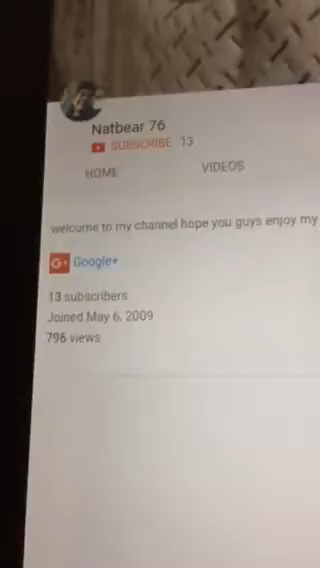 Natbear 76
SUBSCRIBE 13
HOME VIDEOS
welcome to my channel hope you guys enjoy my
G+ Google+
13 subscribers
Joined May 6, 2009
796 views